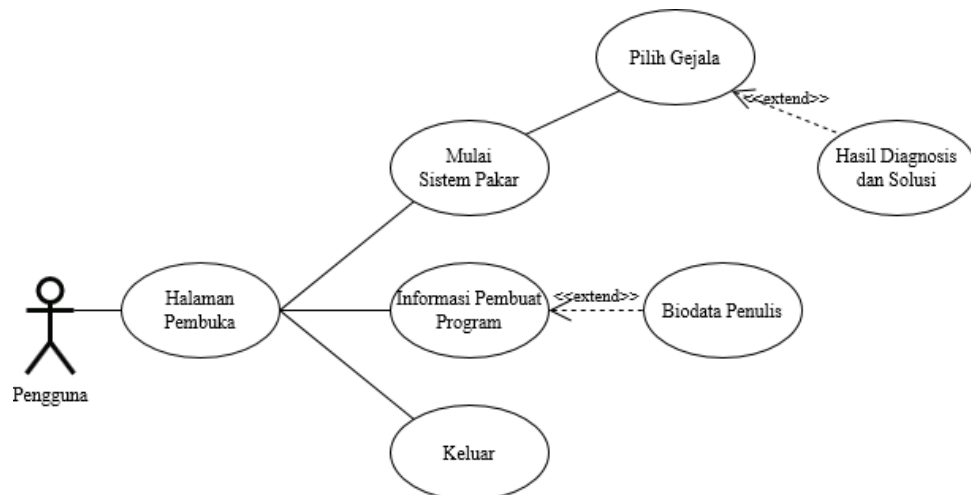 Pilih Gejala
<<extend>>
Mulai
Sistem Pakar
Hasil Diagnosis
dan Solusi
Halaman
Pembuka
Informasi Pembuat
Program
<<extend>>
Biodata Penulis
Pengguna
Keluar